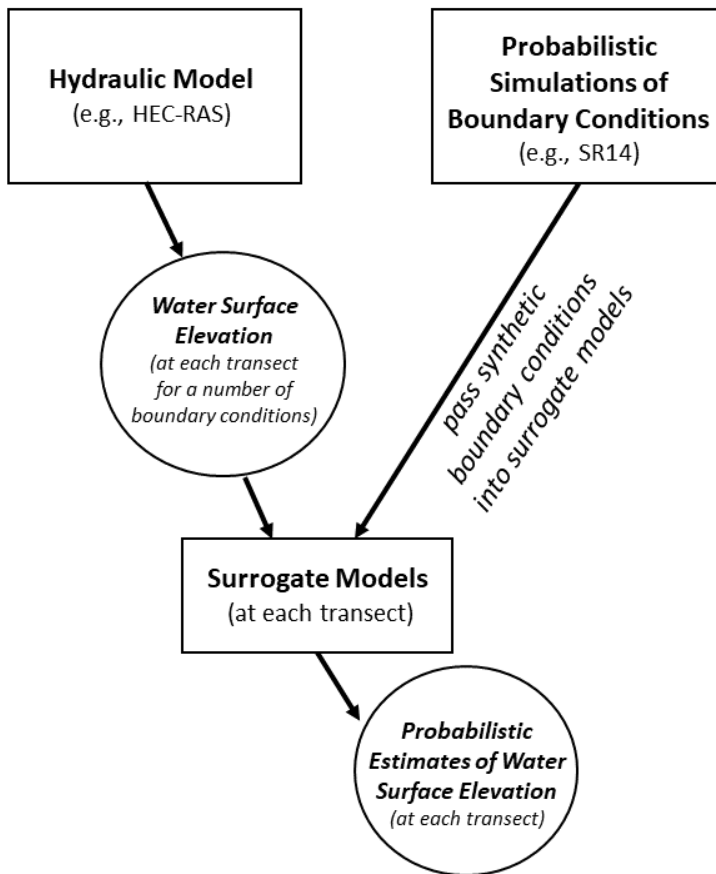 Hydraulic Model
(e.g., HEC-RAS)
Probabilistic
Simulations of
Boundary Conditions
(e.g., SR14)
Water Surface
Elevation
(at each transect
for a number of
boundary conditions)
pass synthetic
boundary conditions
into surrogate models
Surrogate Models
(at each transect)
Probabilistic
Estimates of Water
Surface Elevation
(at each transect)